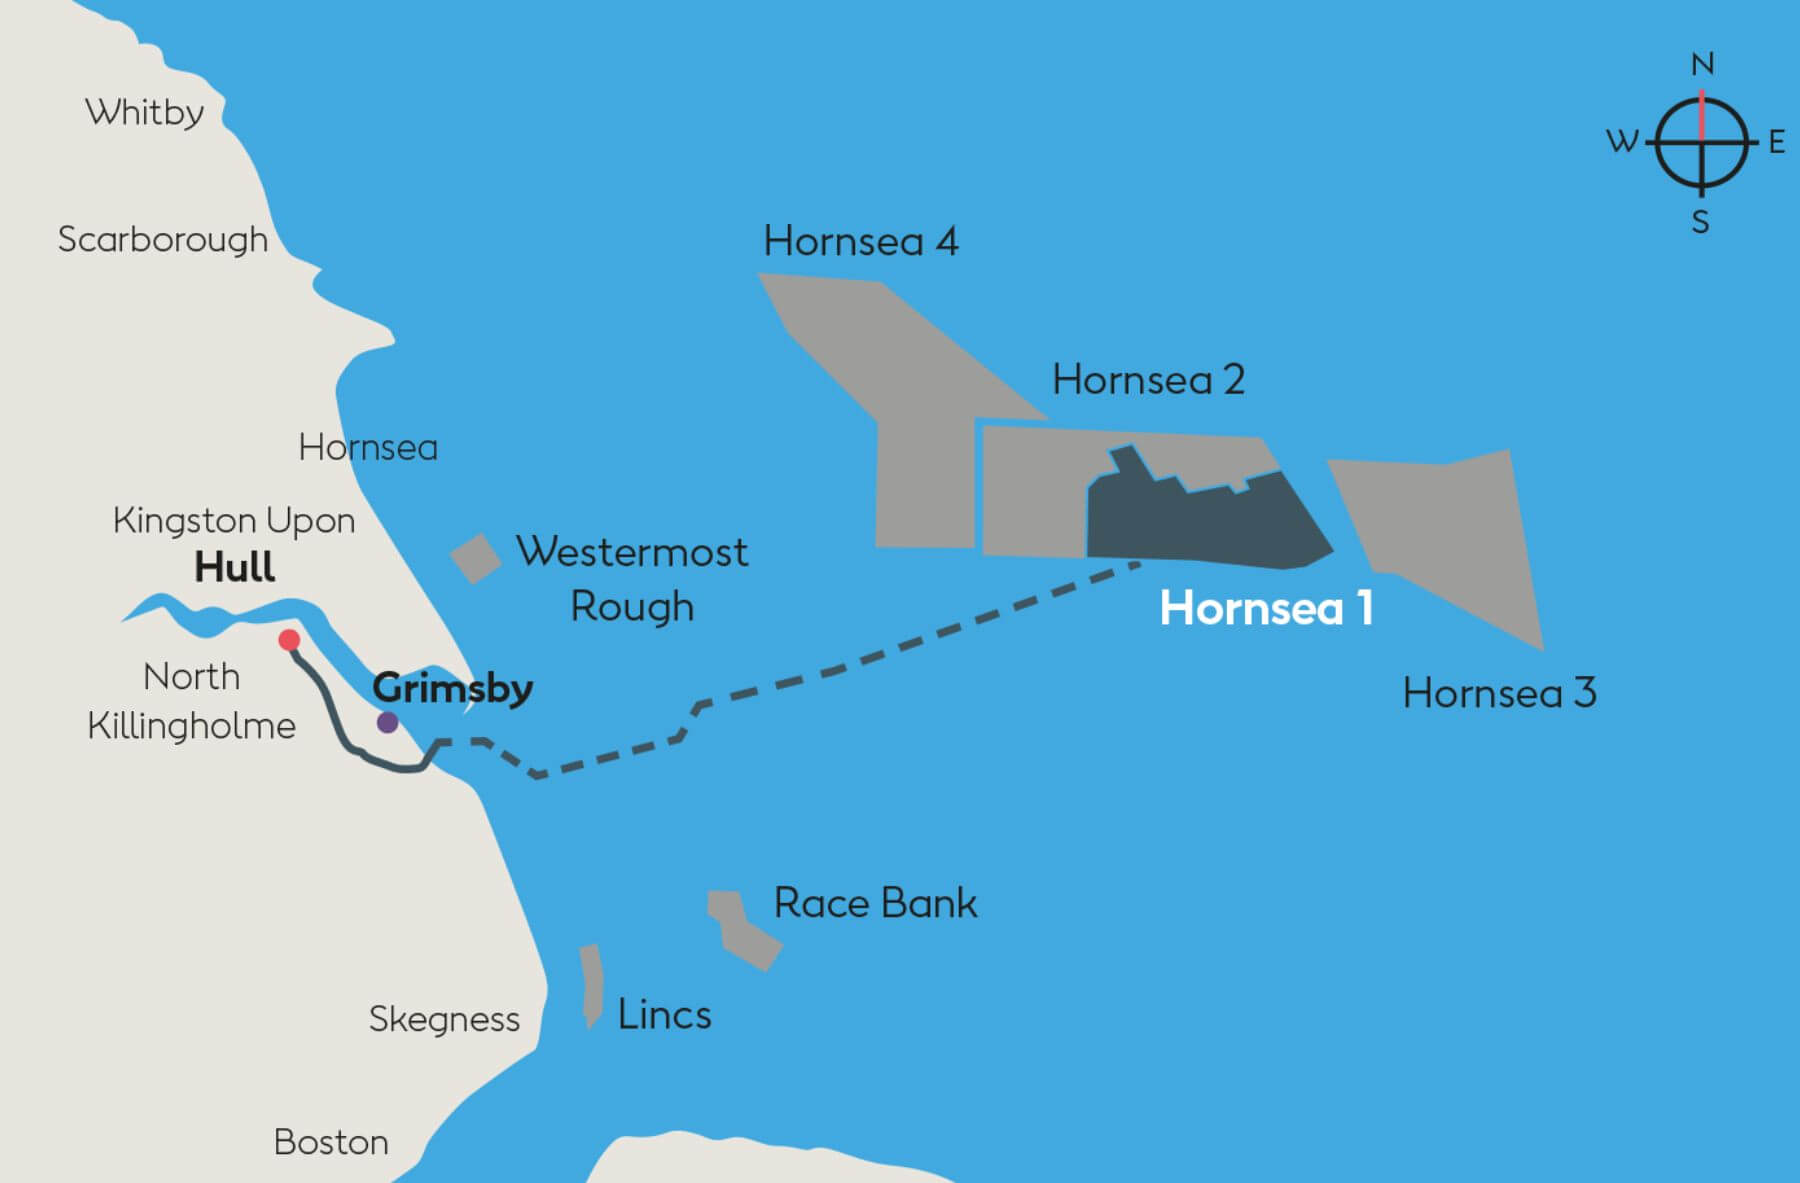 N
Whitby
W
E
S
Scarborough
Hornsea 4
Hornsea 2
Hornsea
Kingston Upon
Hull
Westermost
Rough
Hornsea 1
North
Killingholme
Grimsby
Hornsea 3
Race Bank
Skegness
Lincs
Boston